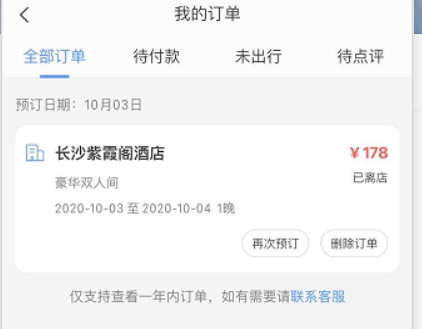 我的订单
全部订单 待付款 未出行 待点评
预订日期：10月03日
长沙紫霞阁酒店 ￥178
豪华双人间 已离店
2020-10-03 至 2020-10-04 1晚
再次预订 删除订单
仅支持查看一年内订单，如有需要请联系客服